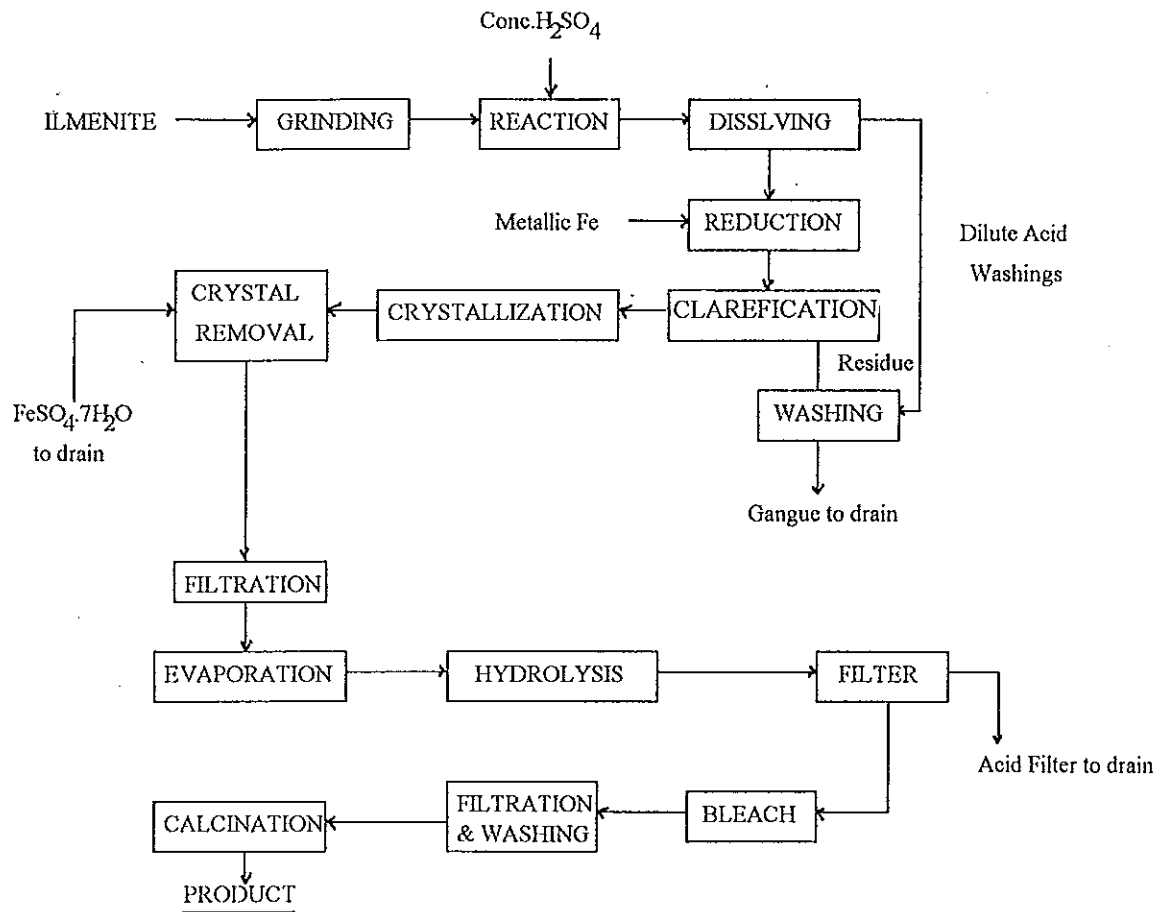 Conc.H2SO4
ILMENITE
GRINDING
REACTION
DISSLVING
Metallic Fe
REDUCTION
Dilute Acid
Washings
CRYSTAL
REMOVAL
CRYSTALLIZATION
CLAREFICATION
Residue
FeSO4.7H2O
to drain
WASHING
Gangue to drain
FILTRATION
EVAPORATION
HYDROLYSIS
FILTER
Acid Filter to drain
CALCINATION
FILTRATION
& WASHING
BLEACH
PRODUCT